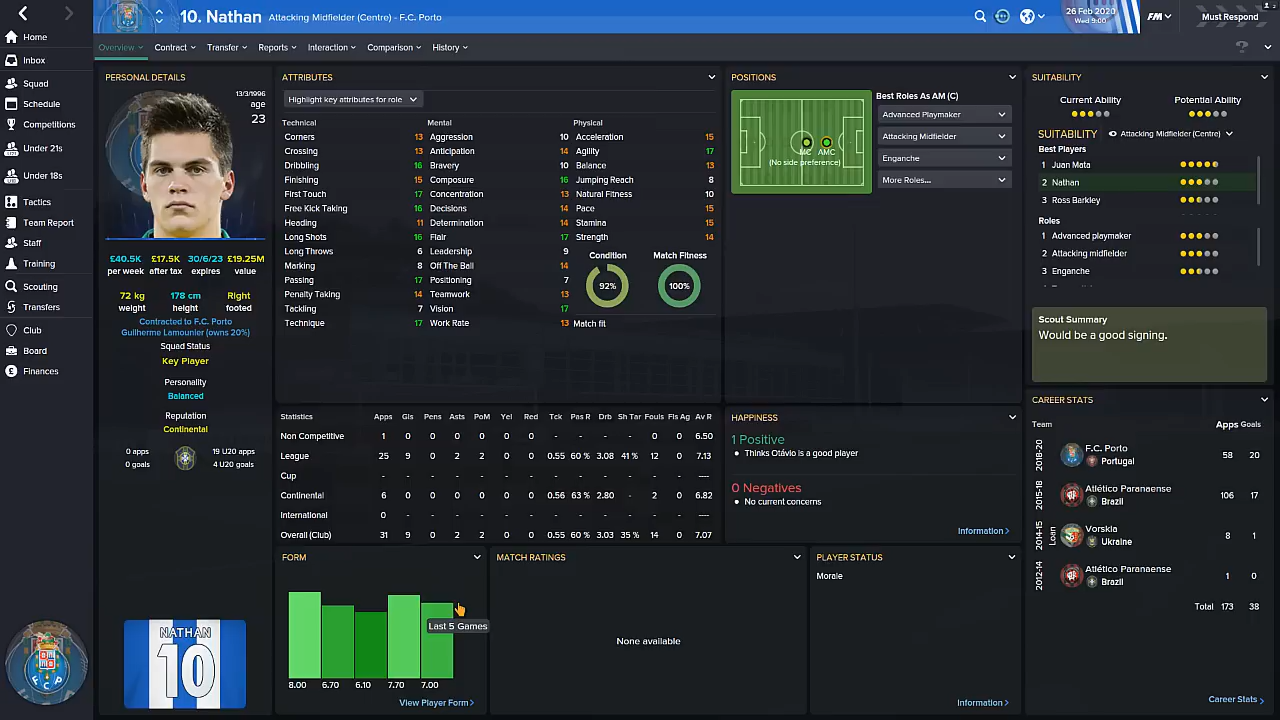 10. Nathan Attacking Midfielder (Centre) - F.C. Porto
26 Feb 2020
Wed 9:00
FM
Must Respond
Home
Inbox
Squad
Schedule
Competitions
Under 21s
Under 18s
Tactics
Team Report
Staff
Training
Scouting
Transfers
Club
Board
Finances
Overview Contract Transfer Reports Interaction Comparison History
PERSONAL DETAILS
13/3/1996
age
23
£40.5K £17.5K 30/6/23 £19.25M
per week after tax expires value
72 kg 178 cm Right
weight height footed
Contracted to F.C. Porto
Guilherme Lamounier (owns 20%)
Squad Status
Key Player
Personality
Balanced
Reputation
Continental
0 apps 19 U20 apps
0 goals 4 U20 goals
NATHAN
10
ATTRIBUTES
Highlight key attributes for role
Technical Mental Physical
Corners 13 Aggression 10 Acceleration 15
Crossing 13 Anticipation 14 Agility 17
Dribbling 16 Bravery 10 Balance 13
Finishing 15 Composure 16 Jumping Reach 8
First Touch 17 Concentration 13 Natural Fitness 10
Free Kick Taking 16 Decisions 14 Pace 15
Heading 11 Determination 14 Stamina 15
Long Shots 16 Flair 17 Strength 14
Long Throws 6 Leadership 9
Marking 8 Off The Ball 14
Passing 17 Positioning 7
Penalty Taking 14 Teamwork 13
Tackling 7 Vision 17
Technique 17 Work Rate 13
Condition Match Fitness
92% 100%
Match fit
Statistics Apps Gls Pens Asts PoM Yel Red Tck Pas R Drb Sh Tar Fouls Fls Ag Av R
Non Competitive 1 0 0 0 0 0 0 - - - - 0 0 6.50
League 25 9 0 2 2 0 0 0.55 60 % 3.08 41 % 12 0 7.13
Cup - - - - - - - - - - - - - ----
Continental 6 0 0 0 0 0 0 0.56 63 % 2.80 - 2 0 6.82
International 0 - - - - - - - - - - - - ----
Overall (Club) 31 9 0 2 2 0 0 0.55 60 % 3.03 35 % 14 0 7.07
FORM
Last 5 Games
8.00 6.70 6.10 7.70 7.00
View Player Form>
MATCH RATINGS
None available
POSITIONS
MC AMC
(No side preference)
Best Roles As AM (C)
Advanced Playmaker
Attacking Midfielder
Enganche
More Roles...
HAPPINESS
1 Positive
• Thinks Otávio is a good player
0 Negatives
• No current concerns
Information>
PLAYER STATUS
Morale
Information>
SUITABILITY
Current Ability Potential Ability
SUITABILITY Attacking Midfielder (Centre)
Best Players
1 Juan Mata
2 Nathan
3 Ross Barkley
Roles
1 Advanced playmaker
2 Attacking midfielder
3 Enganche
Scout Summary
Would be a good signing.
CAREER STATS
Team Apps Goals
2018-20 F.C. Porto Portugal 58 20
2015-18 Atlético Paranaense Brazil 106 17
2014-15 Loan Vorskla Ukraine 8 1
2012-14 Atlético Paranaense Brazil 1 0
Total 173 38
Career Stats >